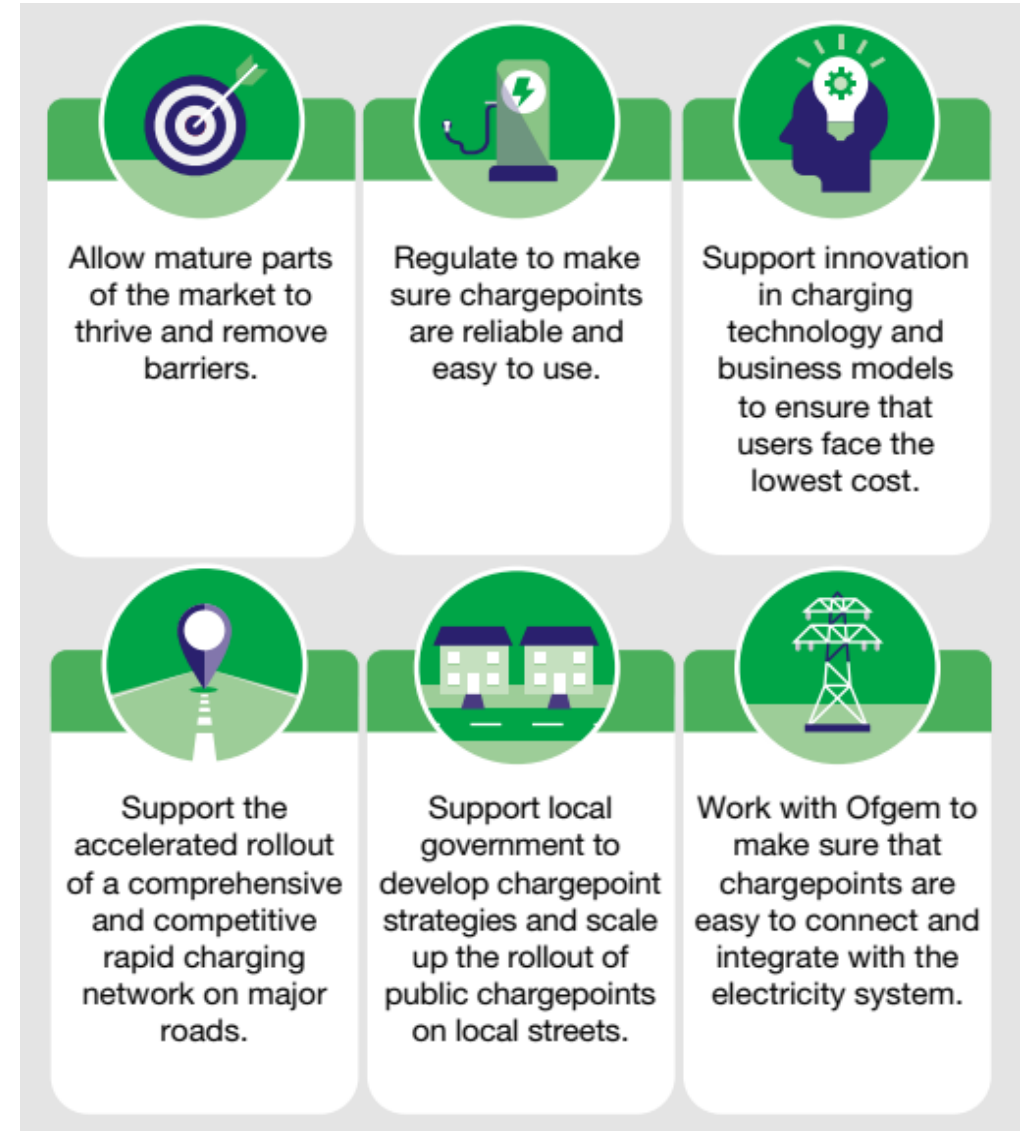 Allow mature parts
of the market to
thrive and remove
barriers.
Regulate to make
sure chargepoints
are reliable and
easy to use.
Support innovation
in charging
technology and
business models
to ensure that
users face the
lowest cost.
Support the
accelerated rollout
of a comprehensive
and competitive
rapid charging
network on major
roads.
Support local
government to
develop chargepoint
strategies and scale
up the rollout of
public chargepoints
on local streets.
Work with Ofgem to
make sure that
chargepoints are
easy to connect and
integrate with the
electricity system.